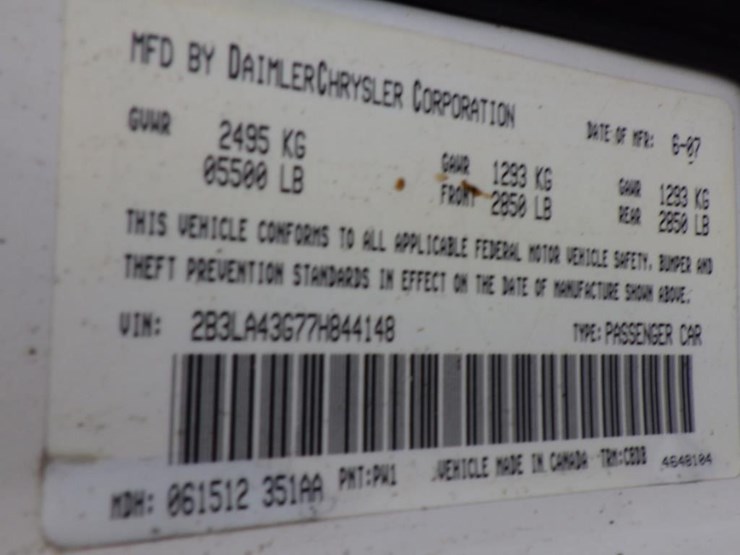 MFD BY DAIMLERCHRYSLER CORPORATION
DATE OF MFR: 6-07
GVWR 2495 KG
05500 LB
GAWR FRONT 1293 KG
2850 LB
GAWR REAR 1293 KG
2850 LB
THIS VEHICLE CONFORMS TO ALL APPLICABLE FEDERAL MOTOR VEHICLE SAFETY, BUMPER AND
THEFT PREVENTION STANDARDS IN EFFECT ON THE DATE OF MANUFACTURE SHOWN ABOVE.
VIN: 2B3LA43G77H844148 TYPE: PASSENGER CAR
MDH: 061512 351AA PNT:PW1 VEHICLE MADE IN CANADA TRM:CBDB 4648104